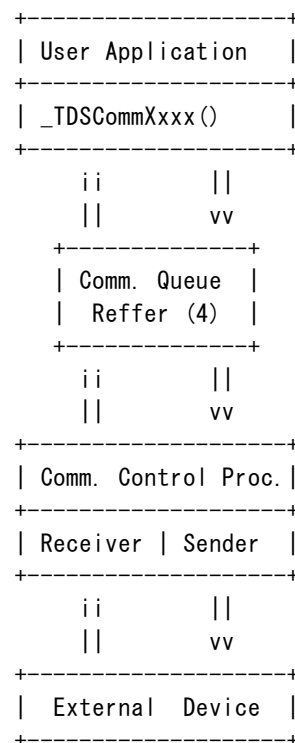 +--------------------+
| User Application   |
+--------------------+
| _TDSCommXxxx()     |
+--------------------+
ii        ||
||        vv
+--------------+
| Comm. Queue  |
| Reffer (4)   |
+--------------+
ii        ||
||        vv
+--------------------+
| Comm. Control Proc.|
+--------------------+
| Receiver | Sender  |
+--------------------+
ii        ||
||        vv
+--------------------+
| External  Device   |
+--------------------+